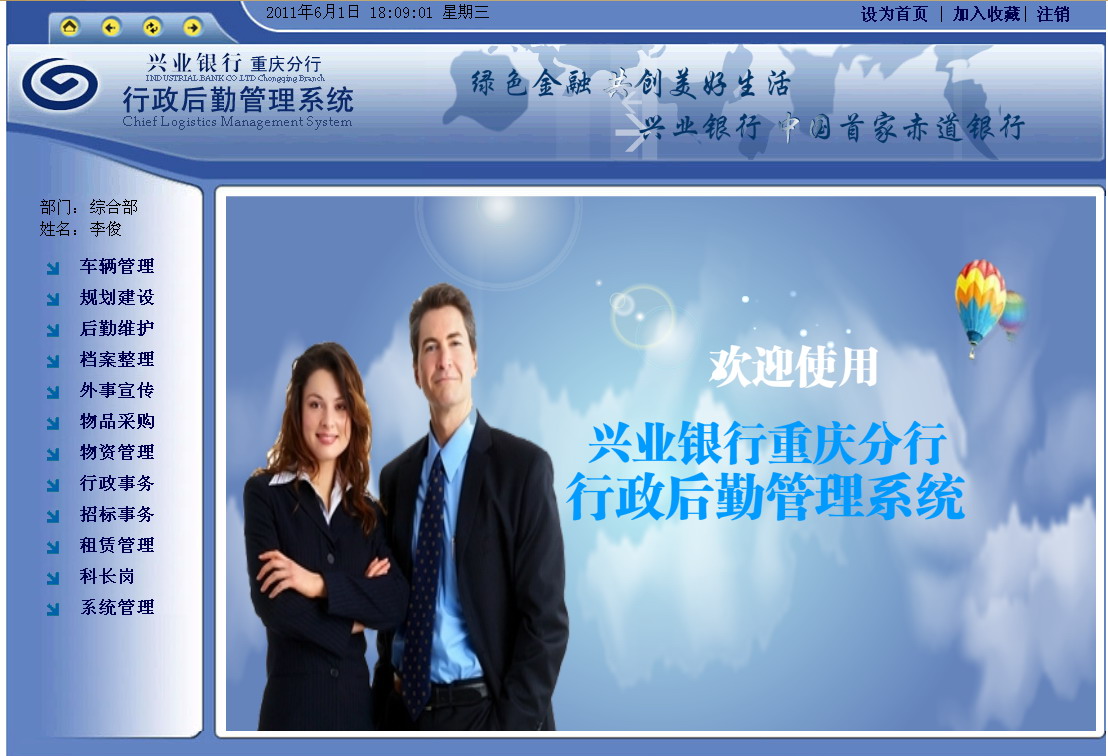 2011年6月1日 18:09:01 星期三
设为首页 | 加入收藏 | 注销
兴业银行 重庆分行
INDUSTRIAL BANK CO.LTD Chongqing Branch
行政后勤管理系统
Chief Logistics Management System
绿色金融 共创美好生活
兴业银行 中国首家赤道银行
部门：综合部
姓名：李俊
车辆管理
规划建设
后勤维护
档案整理
外事宣传
物品采购
物资管理
行政事务
招标事务
租赁管理
科长岗
系统管理
欢迎使用
兴业银行重庆分行
行政后勤管理系统